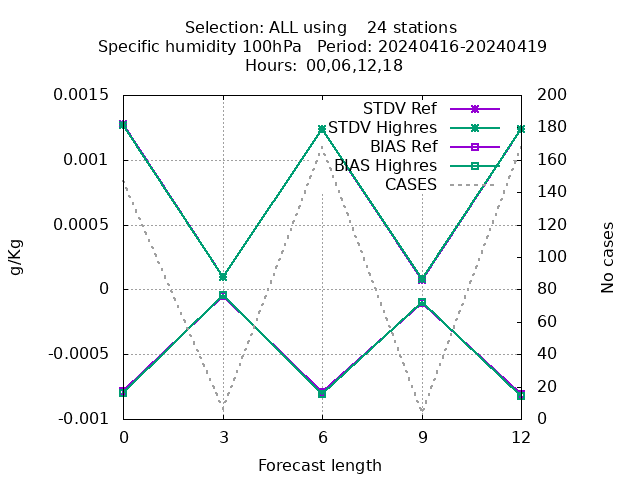 Selection: ALL using    24 stations
Specific humidity 100hPa   Period: 20240416-20240419
Hours:  00,06,12,18
STDV Ref
STDV Highres
BIAS Ref
BIAS Highres
CASES
0.0015
0.001
0.0005
0
-0.0005
-0.001
200
180
160
140
120
100
80
60
40
20
0
g/Kg
No cases
0
3
6
9
12
Forecast length